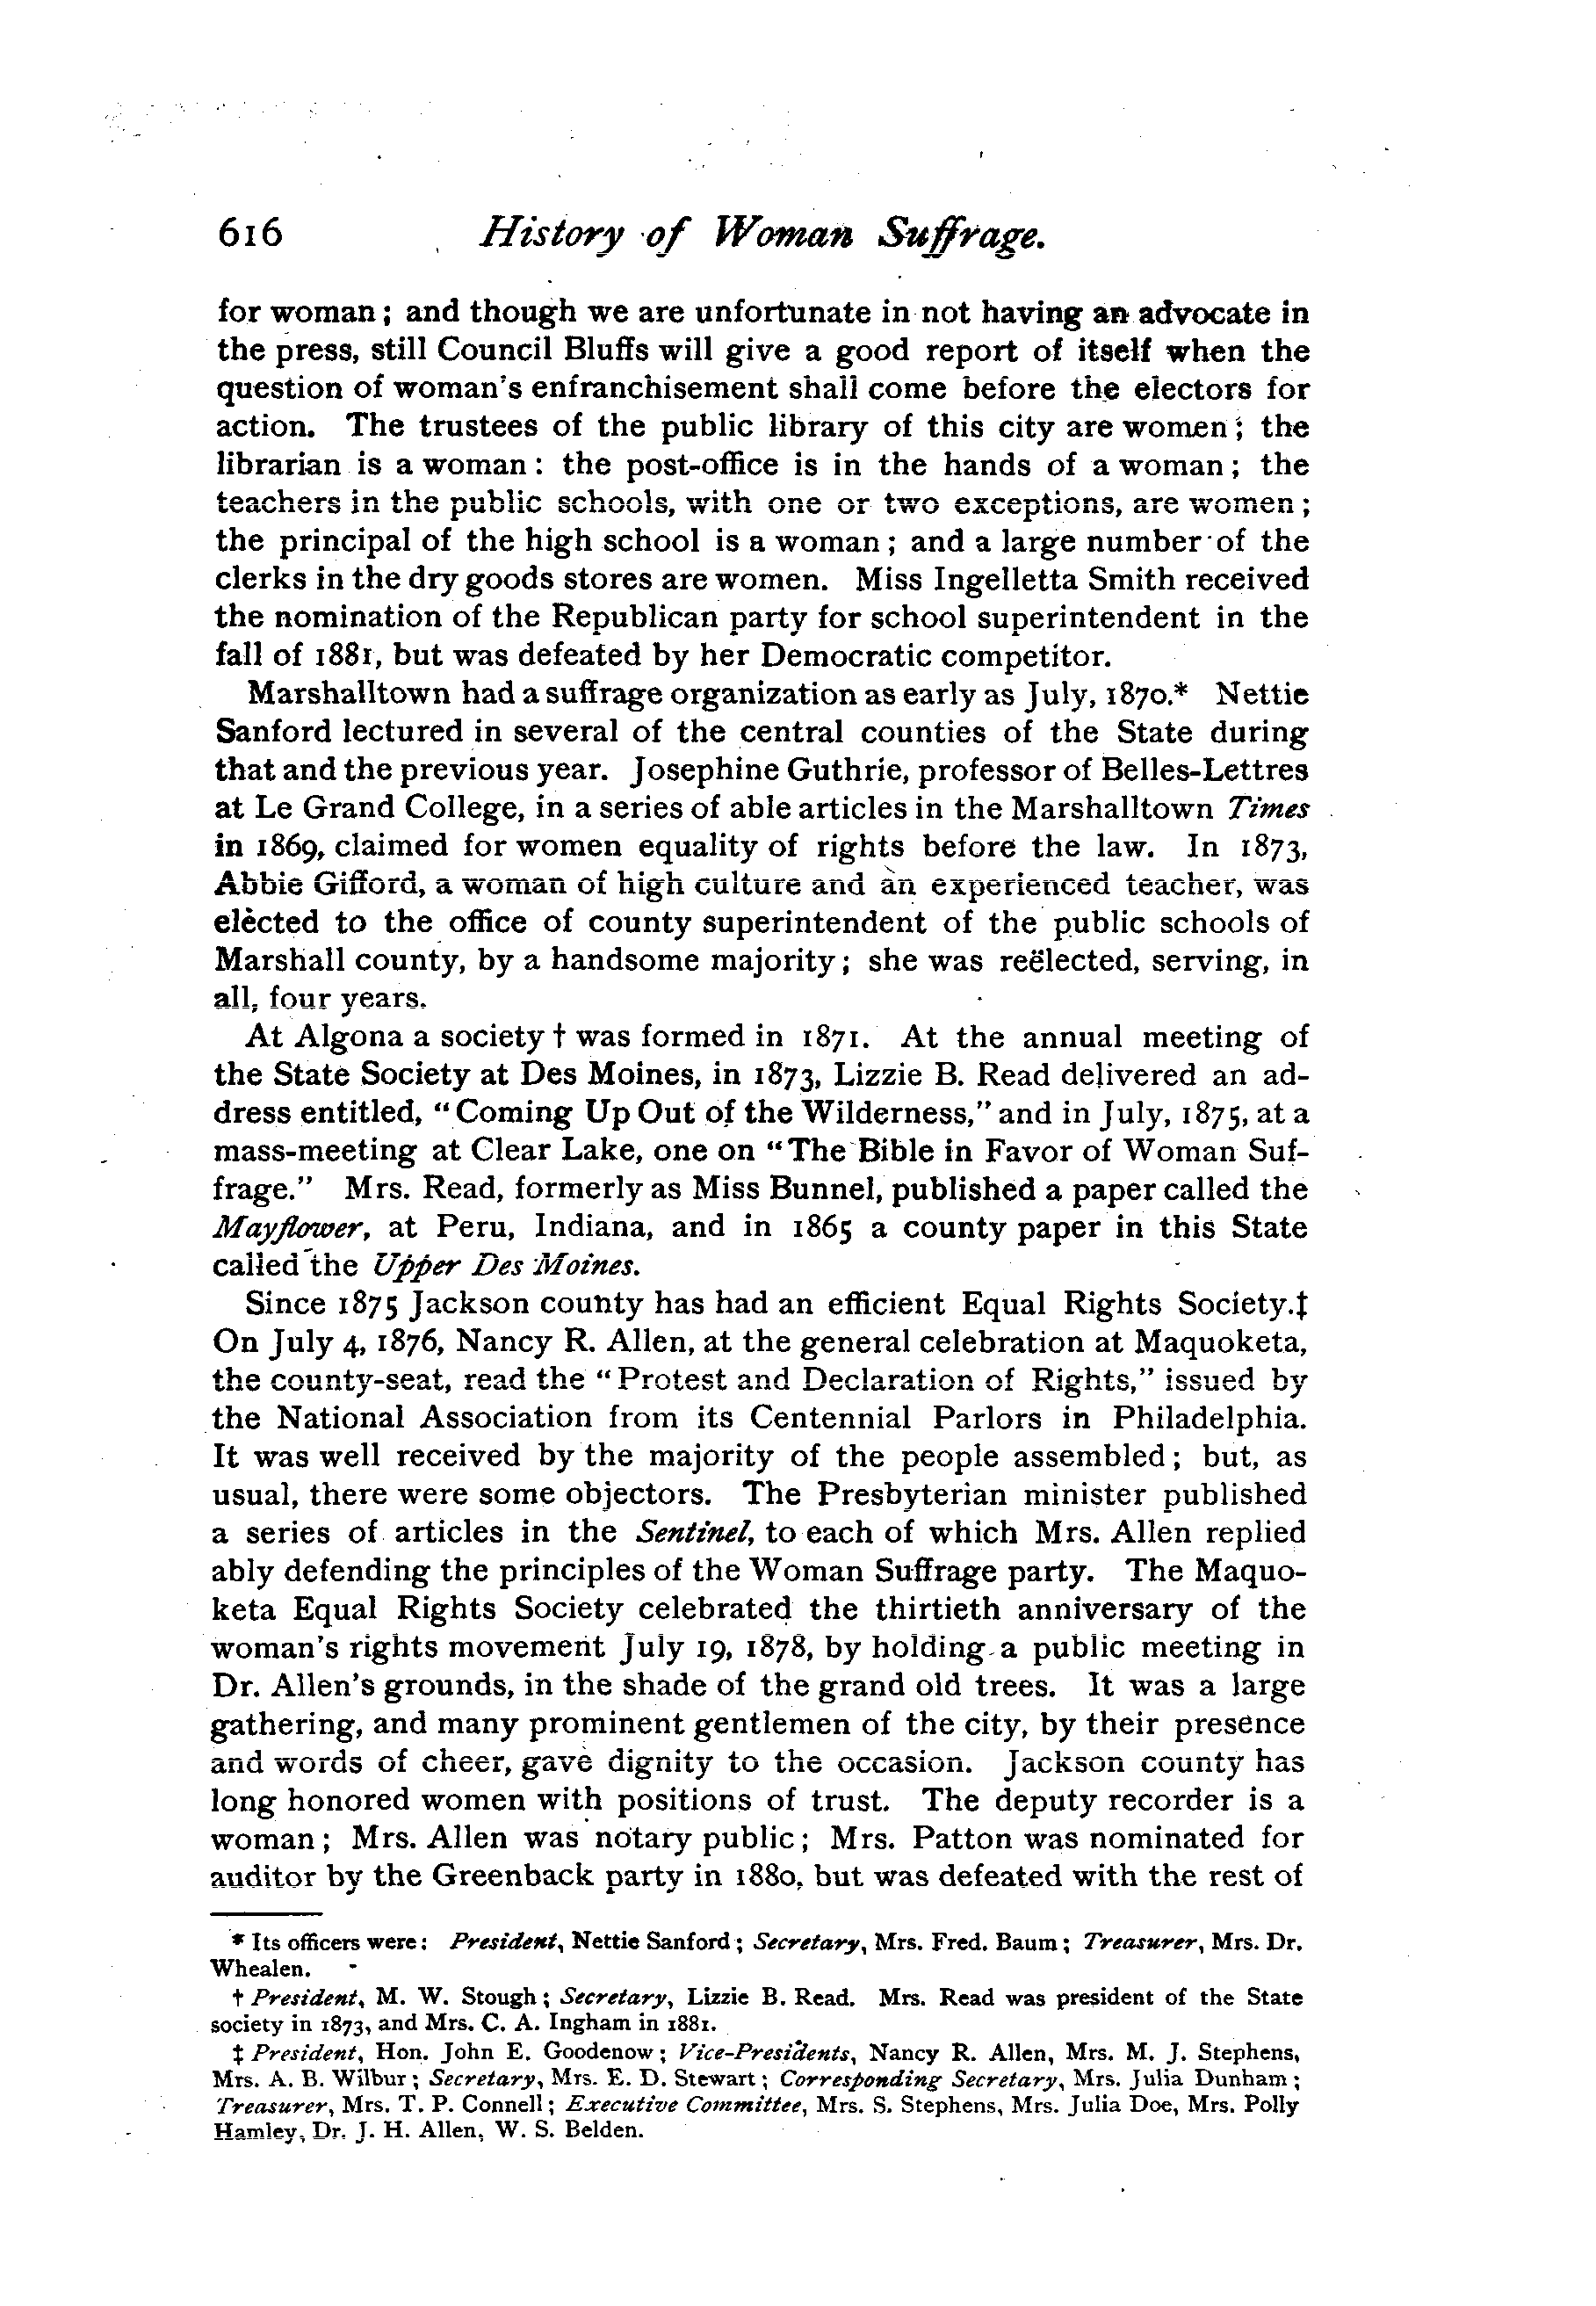 616 History of Woman Suffrage.
for woman; and though we are unfortunate in not having an advocate in
the press, still Council Bluffs will give a good report of itself when the
question of woman's enfranchisement shall come before the electors for
action. The trustees of the public library of this city are women; the
librarian is a woman: the post-office is in the hands of a woman; the
teachers in the public schools, with one or two exceptions, are women;
the principal of the high school is a woman; and a large number of the
clerks in the dry goods stores are women. Miss Ingelletta Smith received
the nomination of the Republican party for school superintendent in the
fall of 1881, but was defeated by her Democratic competitor.
Marshalltown had a suffrage organization as early as July, 1870.* Nettie
Sanford lectured in several of the central counties of the State during
that and the previous year. Josephine Guthrie, professor of Belles-Lettres
at Le Grand College, in a series of able articles in the Marshalltown Times
in 1869, claimed for women equality of rights before the law. In 1873,
Abbie Gifford, a woman of high culture and an experienced teacher, was
elected to the office of county superintendent of the public schools of
Marshall county, by a handsome majority; she was reëlected, serving, in
all, four years.
At Algona a society † was formed in 1871. At the annual meeting of
the State Society at Des Moines, in 1873, Lizzie B. Read delivered an ad-
dress entitled, "Coming Up Out of the Wilderness," and in July, 1875, at a
mass-meeting at Clear Lake, one on "The Bible in Favor of Woman Suf-
frage." Mrs. Read, formerly as Miss Bunnel, published a paper called the
Mayflower, at Peru, Indiana, and in 1865 a county paper in this State
called the Upper Des Moines.
Since 1875 Jackson county has had an efficient Equal Rights Society.‡
On July 4, 1876, Nancy R. Allen, at the general celebration at Maquoketa,
the county-seat, read the "Protest and Declaration of Rights," issued by
the National Association from its Centennial Parlors in Philadelphia.
It was well received by the majority of the people assembled; but, as
usual, there were some objectors. The Presbyterian minister published
a series of articles in the Sentinel, to each of which Mrs. Allen replied
ably defending the principles of the Woman Suffrage party. The Maquo-
keta Equal Rights Society celebrated the thirtieth anniversary of the
woman's rights movement July 19, 1878, by holding a public meeting in
Dr. Allen's grounds, in the shade of the grand old trees. It was a large
gathering, and many prominent gentlemen of the city, by their presence
and words of cheer, gave dignity to the occasion. Jackson county has
long honored women with positions of trust. The deputy recorder is a
woman; Mrs. Allen was notary public; Mrs. Patton was nominated for
auditor by the Greenback party in 1880, but was defeated with the rest of
* Its officers were: President, Nettie Sanford; Secretary, Mrs. Fred. Baum; Treasurer, Mrs. Dr.
Whealen.
† President, M. W. Stough; Secretary, Lizzie B. Read. Mrs. Read was president of the State
society in 1873, and Mrs. C. A. Ingham in 1881.
‡ President, Hon. John E. Goodenow; Vice-Presidents, Nancy R. Allen, Mrs. M. J. Stephens,
Mrs. A. B. Wilbur; Secretary, Mrs. E. D. Stewart; Corresponding Secretary, Mrs. Julia Dunham;
Treasurer, Mrs. T. P. Connell; Executive Committee, Mrs. S. Stephens, Mrs. Julia Doe, Mrs. Polly
Hamley, Dr. J. H. Allen, W. S. Belden.